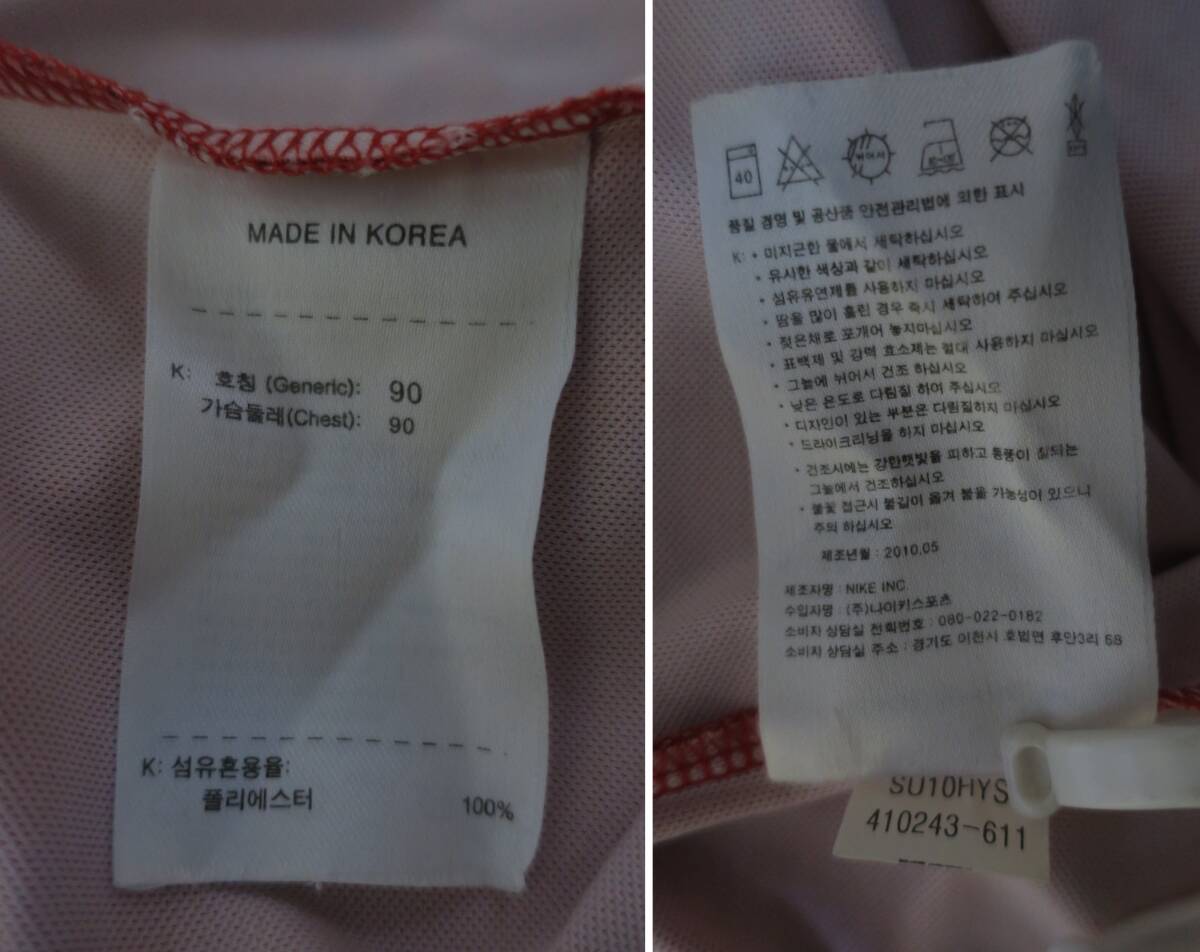 MADE IN KOREA
K: 호칭 (Generic): 90
가슴둘레(Chest): 90
K: 섬유혼용율:
폴리에스터 100%
40
뉘어서
품질 경영 및 공산품 안전관리법에 의한 표시
K: • 미지근한 물에서 세탁하십시오
• 유사한 색상과 같이 세탁하십시오
• 섬유유연제를 사용하지 마십시오
• 땀을 많이 흘린 경우 즉시 세탁하여 주십시오
• 젖은채로 포개어 놓지마십시오
• 표백제 및 강력 효소제는 절대 사용하지 마십시오
• 그늘에 뉘어서 건조 하십시오
• 낮은 온도로 다림질 하여 주십시오
• 디자인이 있는 부분은 다림질하지 마십시오
• 드라이크리닝을 하지 마십시오
• 건조시에는 강한햇빛을 피하고 통풍이 잘되는
그늘에서 건조하십시오
• 불꽃 접근시 불길이 옮겨 붙을 가능성이 있으니
주의 하십시오
제조년월 : 2010.05
제조자명 : NIKE INC.
수입자명 : (주)나이키스포츠
소비자 상담실 전화번호 : 080-022-0182
소비자 상담실 주소 : 경기도 이천시 호법면 후안3리 68
SU10HYS
410243-611